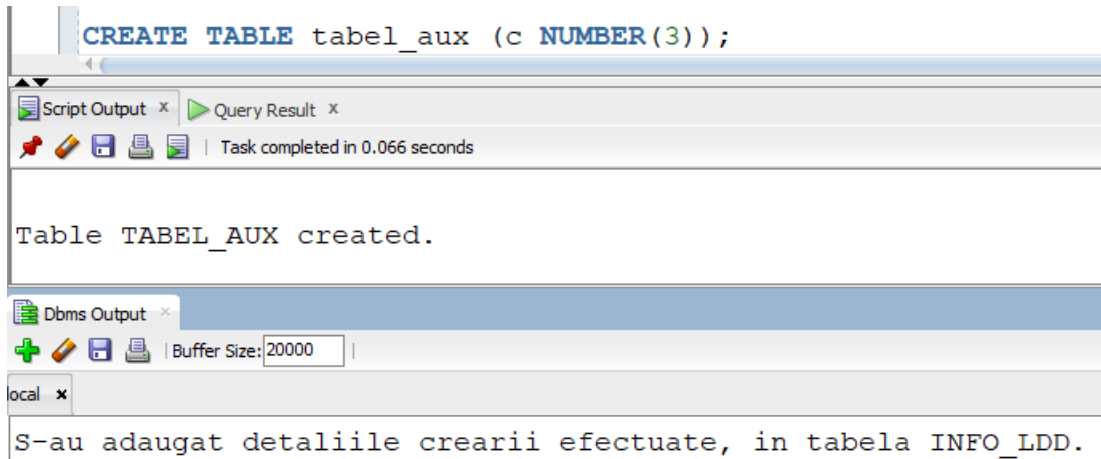 CREATE TABLE tabel_aux (c NUMBER(3));
Script Output x Query Result x
Task completed in 0.066 seconds
Table TABEL_AUX created.
Dbms Output ×
Buffer Size: 20000
local ×
S-au adaugat detaliile crearii efectuate, in tabela INFO_LDD.